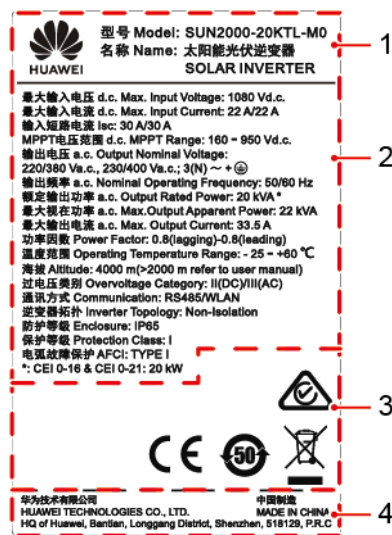 HUAWEI
型号 Model: SUN2000-20KTL-M0
名称 Name: 太阳能光伏逆变器
SOLAR INVERTER
1
最大输入电压 d.c. Max. Input Voltage: 1080 Vd.c.
最大输入电流 d.c. Max. Input Current: 22 A/22 A
输入短路电流 Isc: 30 A/30 A
MPPT电压范围 d.c. MPPT Range: 160 - 950 Vd.c.
输出电压 a.c. Output Nominal Voltage:
220/380 Va.c., 230/400 Va.c.; 3(N) ~ +
输出频率 a.c. Nominal Operating Frequency: 50/60 Hz
额定输出功率 a.c. Output Rated Power: 20 kVA *
最大视在功率 a.c. Max.Output Apparent Power: 22 kVA
最大输出电流 a.c. Max. Output Current: 33.5 A
功率因数 Power Factor: 0.8(lagging)-0.8(leading)
温度范围 Operating Temperature Range: - 25 ~ +60 ℃
海拔 Altitude: 4000 m(>2000 m refer to user manual)
过电压类别 Overvoltage Category: II(DC)/III(AC)
通讯方式 Communication: RS485/WLAN
逆变器拓扑 Inverter Topology: Non-Isolation
防护等级 Enclosure: IP65
保护等级 Protection Class: I
电弧故障保护 AFCI: TYPE I
*: CEI 0-16 & CEI 0-21: 20 kW
2
CE
50
3
华为技术有限公司 中国制造
HUAWEI TECHNOLOGIES CO., LTD. MADE IN CHINA
HQ of Huawei, Bantian, Longgang District, Shenzhen, 518129, P.R.C
4